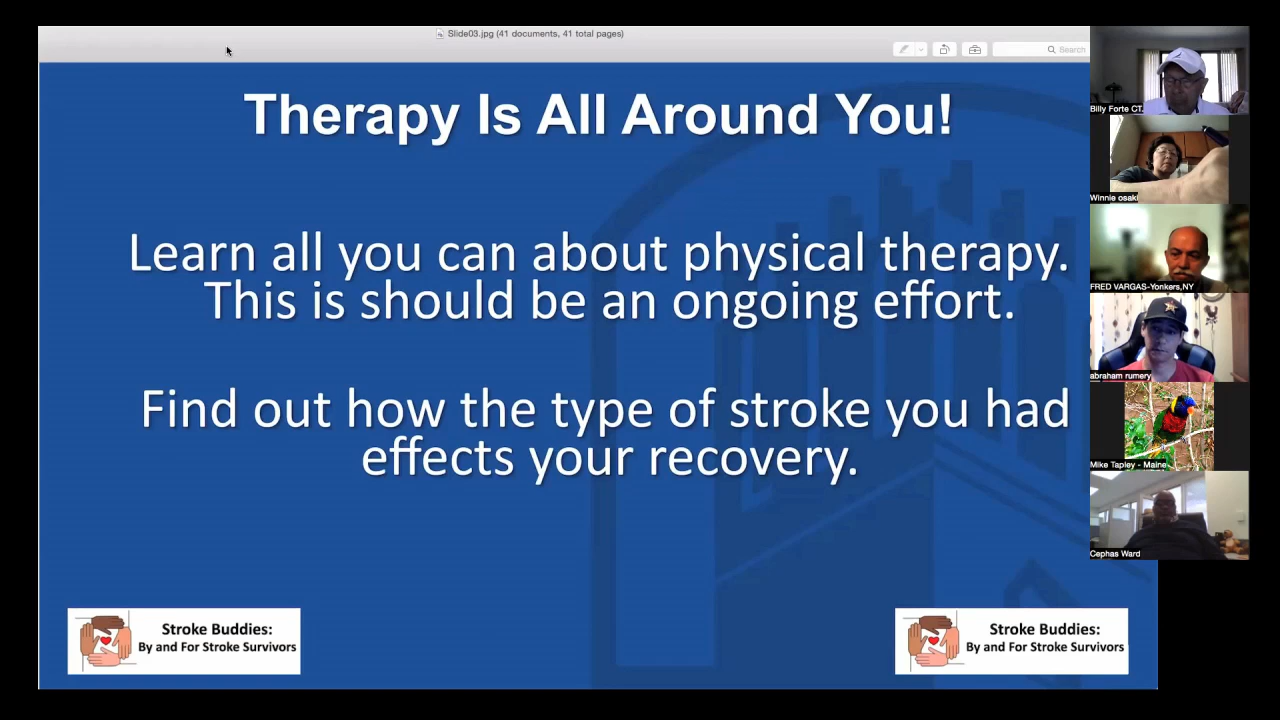 Slide03.jpg (41 documents, 41 total pages)
Search
Therapy Is All Around You!
Learn all you can about physical therapy.
This is should be an ongoing effort.
Find out how the type of stroke you had
effects your recovery.
Stroke Buddies:
By and For Stroke Survivors
Stroke Buddies:
By and For Stroke Survivors
Billy Forte CT.
Winnie osaki
FRED VARGAS-Yonkers,NY
abraham rumery
Mike Tapley - Maine
Cephas Ward